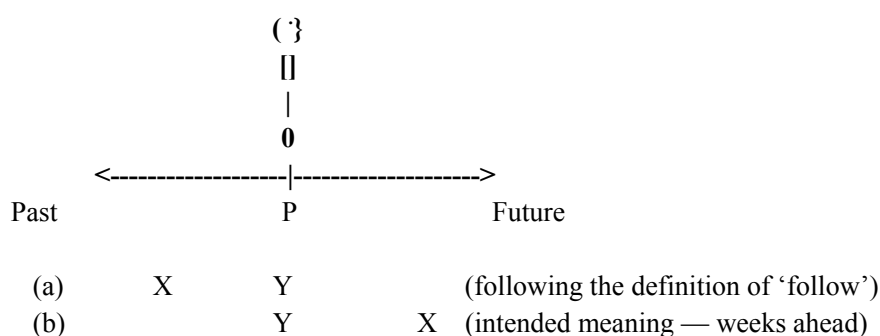 ( ˙}
[]
|
0
<-------------------|-------------------->
Past P Future
(a) X Y (following the definition of ‘follow’)
(b) Y X (intended meaning — weeks ahead)